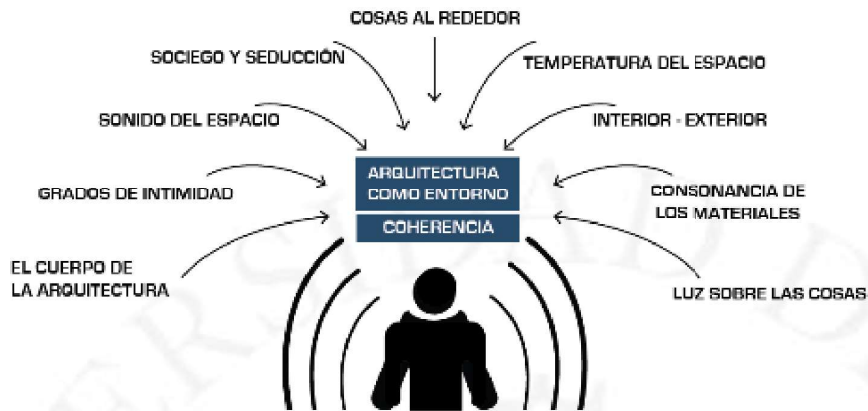 COSAS AL REDEDOR
SOCIEGO Y SEDUCCIÓN
TEMPERATURA DEL ESPACIO
SONIDO DEL ESPACIO
INTERIOR - EXTERIOR
ARQUITECTURA
COMO ENTORNO
GRADOS DE INTIMIDAD
CONSONANCIA DE
LOS MATERIALES
COHERENCIA
EL CUERPO DE
LA ARQUITECTURA
LUZ SOBRE LAS COSAS